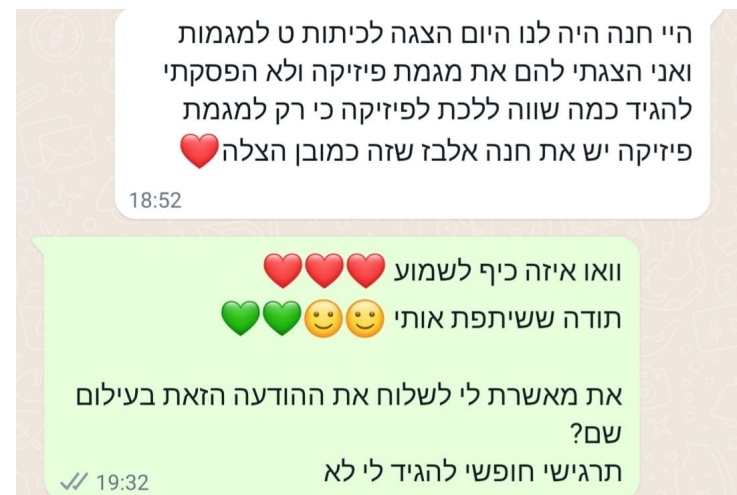 היי חנה היה לנו היום הצגה לכיתות ט למגמות
ואני הצגתי להם את מגמת פיזיקה ולא הפסקתי
להגיד כמה שווה ללכת לפיזיקה כי רק למגמת
פיזיקה יש את חנה אלבז שזה כמובן הצלה❤️
18:52
וואו איזה כיף לשמוע ❤️❤️❤️
תודה ששיתפת אותי 🙂🙂💚💚
את מאשרת לי לשלוח את ההודעה הזאת בעילום
שם?
תרגישי חופשי להגיד לי לא
19:32